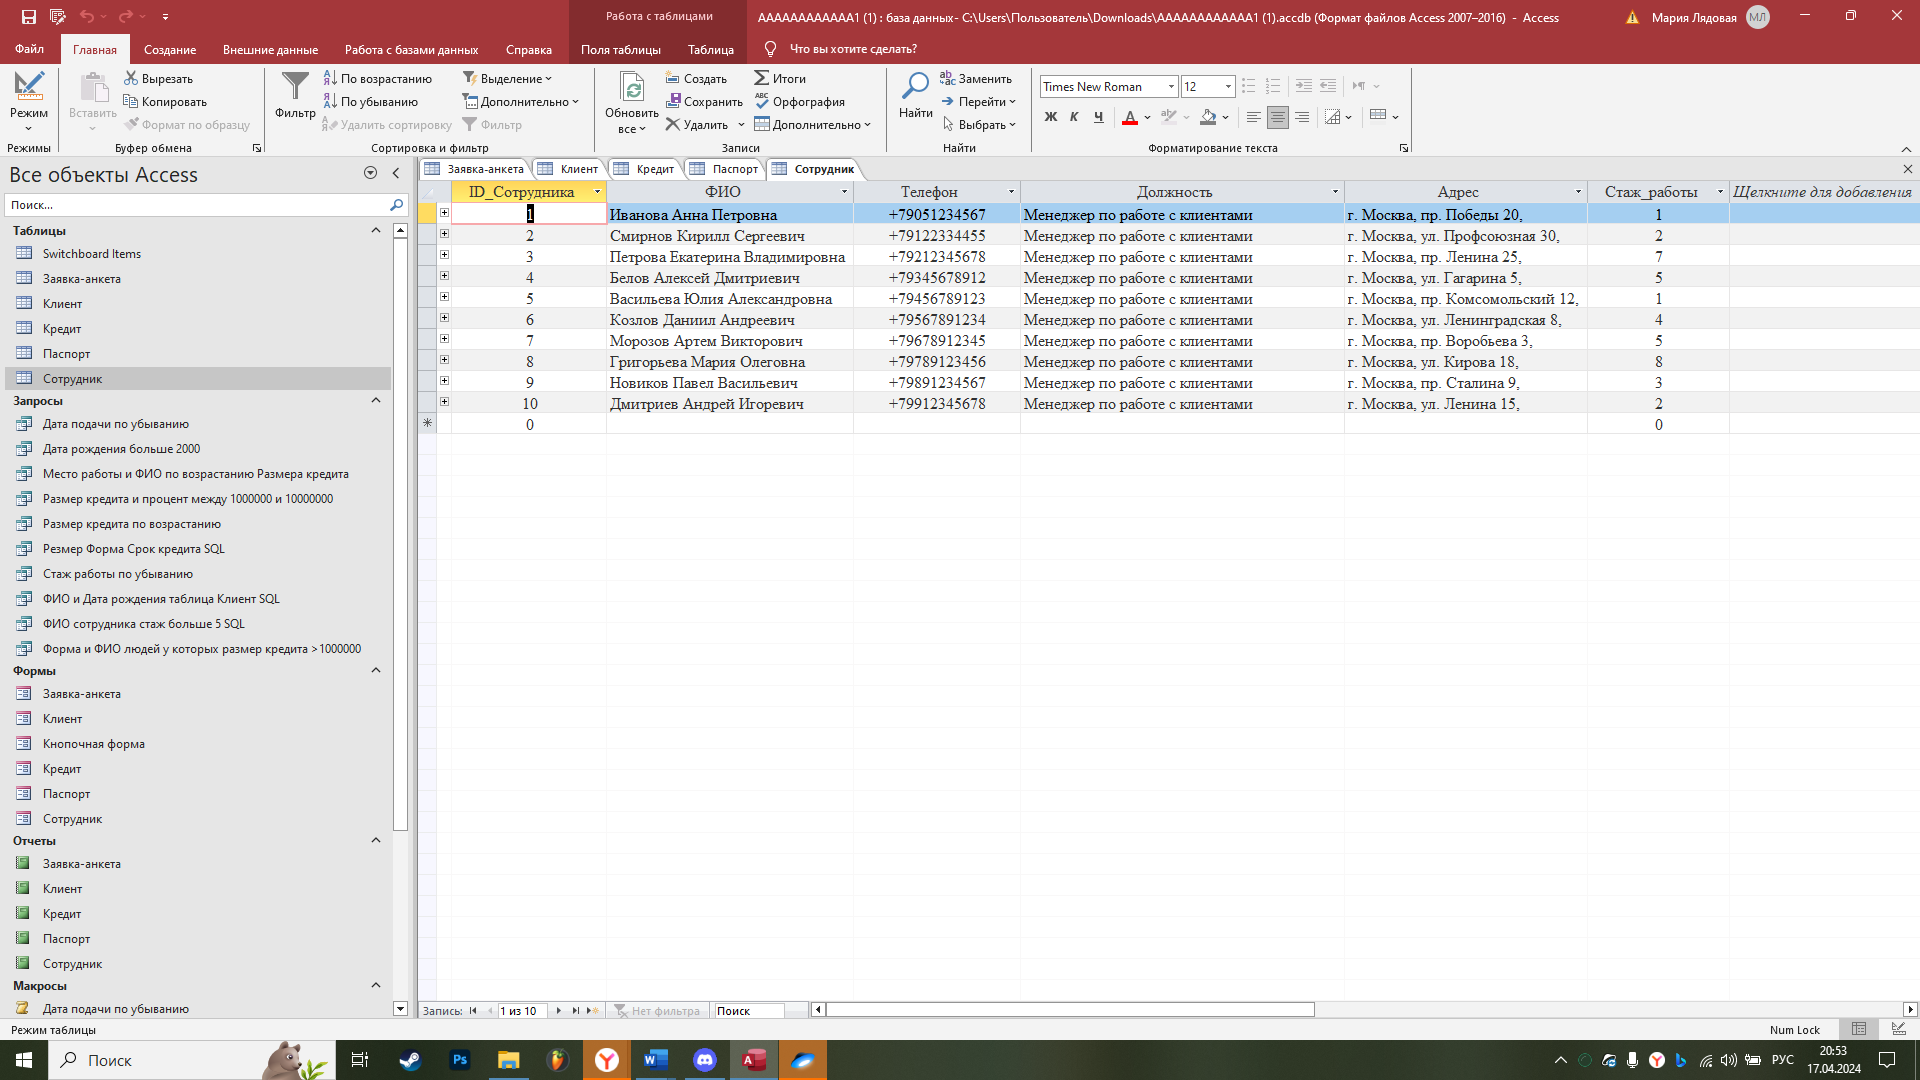 Работа с таблицами
АААААААААААА1 (1) : база данных- C:\Users\Пользователь\Downloads\АААААААААААА1 (1).accdb (Формат файлов Access 2007–2016) - Access
Мария Лядовая
МЛ
Файл Главная Создание Внешние данные Работа с базами данных Справка Поля таблицы Таблица Что вы хотите сделать?
Режим
Режимы
Вставить
Вырезать
Копировать
Формат по образцу
Буфер обмена
Фильтр
По возрастанию
По убыванию
Удалить сортировку
Выделение
Дополнительно
Фильтр
Сортировка и фильтр
Обновить
все
Создать
Сохранить
Удалить
Итоги
Орфография
Дополнительно
Записи
Найти
Заменить
Перейти
Выбрать
Найти
Times New Roman 12
Ж К Ч
Форматирование текста
Все объекты Access
Поиск...
Таблицы
Switchboard Items
Заявка-анкета
Клиент
Кредит
Паспорт
Сотрудник
Запросы
Дата подачи по убыванию
Дата рождения больше 2000
Место работы и ФИО по возрастанию Размера кредита
Размер кредита и процент между 1000000 и 10000000
Размер кредита по возрастанию
Резмер Форма Срок кредита SQL
Стаж работы по убыванию
ФИО и Дата рождения таблица Клиент SQL
ФИО сотрудника стаж больше 5 SQL
Форма и ФИО людей у которых размер кредита >1000000
Формы
Заявка-анкета
Клиент
Кнопочная форма
Кредит
Паспорт
Сотрудник
Отчеты
Заявка-анкета
Клиент
Кредит
Паспорт
Сотрудник
Макросы
Дата подачи по убыванию
Заявка-анкета Клиент Кредит Паспорт Сотрудник
ID_Сотрудника ФИО Телефон Должность Адрес Стаж_работы Щелкните для добавления
1 Иванова Анна Петровна +79051234567 Менеджер по работе с клиентами г. Москва, пр. Победы 20, 1
2 Смирнов Кирилл Сергеевич +79122334455 Менеджер по работе с клиентами г. Москва, ул. Профсоюзная 30, 2
3 Петрова Екатерина Владимировна +79212345678 Менеджер по работе с клиентами г. Москва, пр. Ленина 25, 7
4 Белов Алексей Дмитриевич +79345678912 Менеджер по работе с клиентами г. Москва, ул. Гагарина 5, 5
5 Васильева Юлия Александровна +79456789123 Менеджер по работе с клиентами г. Москва, пр. Комсомольский 12, 1
6 Козлов Даниил Андреевич +79567891234 Менеджер по работе с клиентами г. Москва, ул. Ленинградская 8, 4
7 Морозов Артем Викторович +79678912345 Менеджер по работе с клиентами г. Москва, пр. Воробьева 3, 5
8 Григорьева Мария Олеговна +79789123456 Менеджер по работе с клиентами г. Москва, ул. Кирова 18, 8
9 Новиков Павел Васильевич +79891234567 Менеджер по работе с клиентами г. Москва, пр. Сталина 9, 3
10 Дмитриев Андрей Игоревич +79912345678 Менеджер по работе с клиентами г. Москва, ул. Ленина 15, 2
0 0
Запись: 1 из 10 Нет фильтра Поиск
Режим таблицы
Num Lock
Поиск
РУС
20:53
17.04.2024